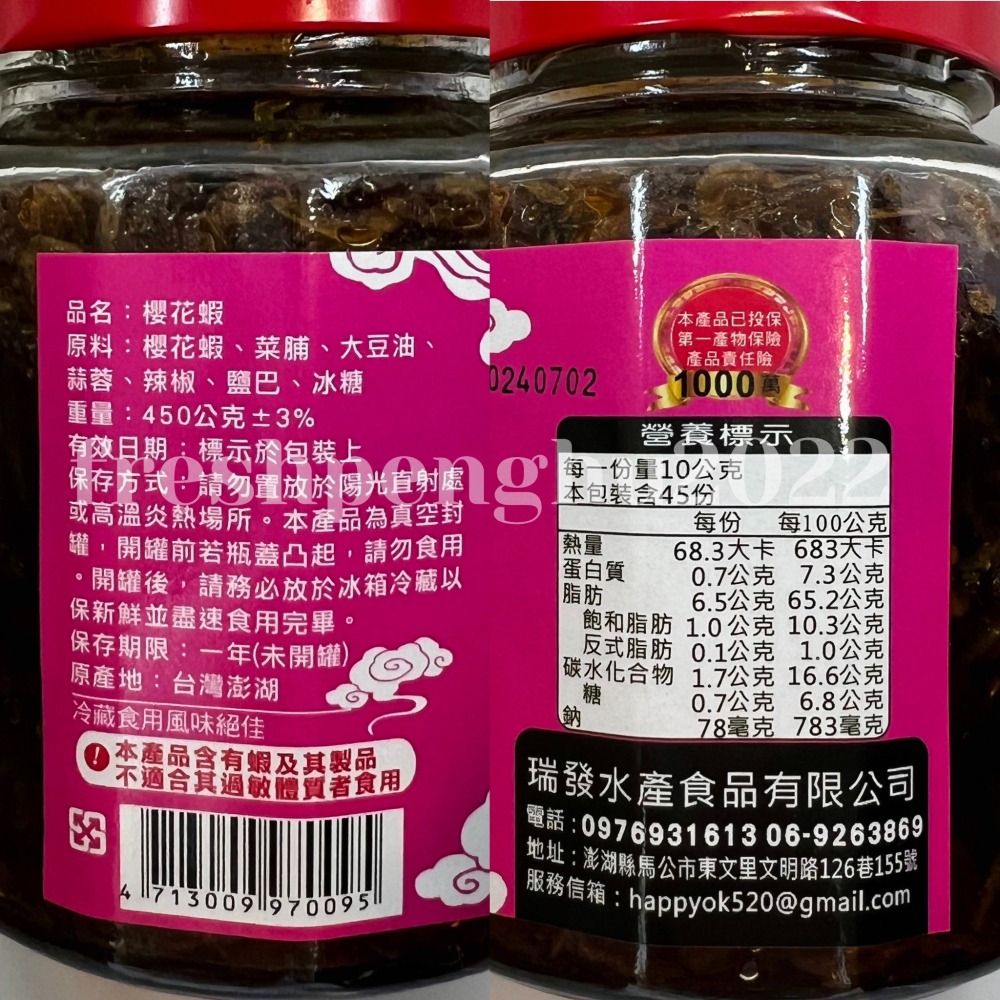 品名：櫻花蝦
原料：櫻花蝦、菜脯、大豆油、
蒜蓉、辣椒、鹽巴、冰糖
重量：450公克±3%
有效日期：標示於包裝上
保存方式：請勿置放於陽光直射處
或高溫炎熱場所。本產品為真空封
罐，開罐前若瓶蓋凸起，請勿食用
。開罐後，請務必放於冰箱冷藏以
保新鮮並盡速食用完畢。
保存期限：一年(未開罐)
原產地：台灣澎湖
冷藏食用風味絕佳
! 本產品含有蝦及其製品
不適合其過敏體質者食用
4 713009 970095
本產品已投保
第一產物保險
產品責任險
1000萬
0240702
營養標示
每一份量10公克
本包裝含45份
每份 每100公克
熱量 68.3大卡 683大卡
蛋白質 0.7公克 7.3公克
脂肪 6.5公克 65.2公克
飽和脂肪 1.0公克 10.3公克
反式脂肪 0.1公克 1.0公克
碳水化合物 1.7公克 16.6公克
糖 0.7公克 6.8公克
鈉 78毫克 783毫克
瑞發水產食品有限公司
電話：0976931613 06-9263869
地址：澎湖縣馬公市東文里文明路126巷155號
服務信箱：happyok520@gmail.com